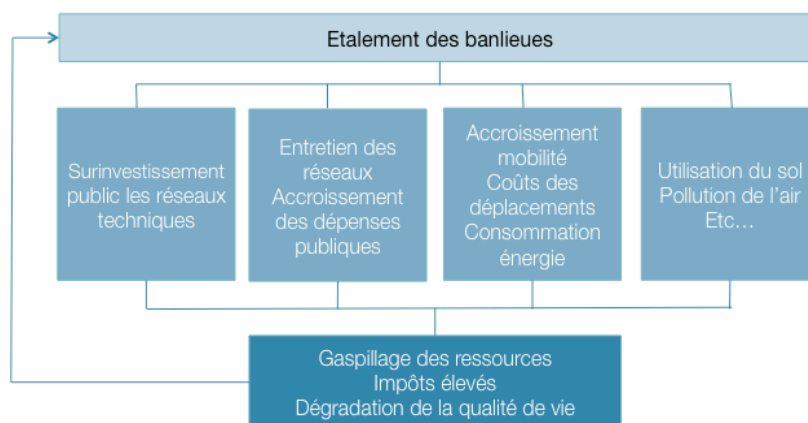 Etalement des banlieues
Surinvestissement
public les réseaux
techniques
Entretien des
réseaux
Accroissement
des dépenses
publiques
Accroissement
mobilité
Coûts des
déplacements
Consommation
énergie
Utilisation du sol
Pollution de l'air
Etc...
Gaspillage des ressources
Impôts élevés
Dégradation de la qualité de vie